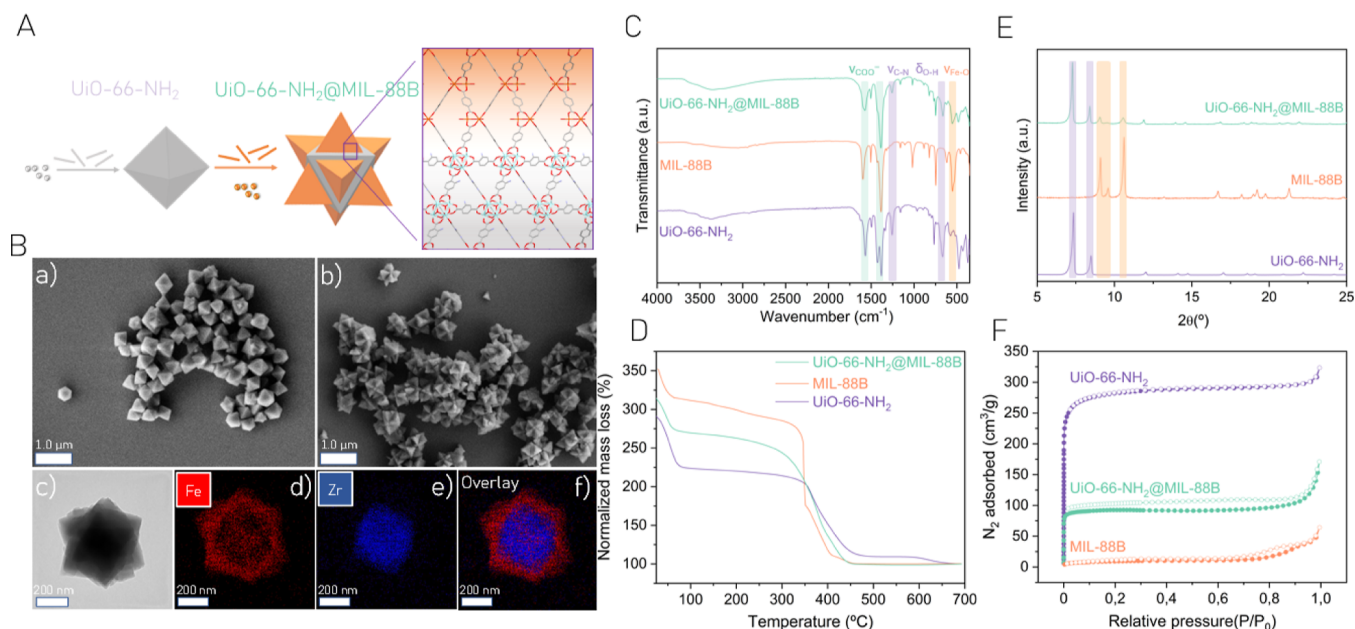 A
UiO-66-NH₂
UiO-66-NH₂@MIL-88B
B
a)
1.0 µm
b)
1.0 µm
c)
200 nm
Fe
d)
200 nm
Zr
e)
200 nm
Overlay
f)
200 nm
C
νCOO⁻
νC-N
δO-H
νFe-O
UiO-66-NH₂@MIL-88B
MIL-88B
UiO-66-NH₂
Transmittance (a.u.)
4000 3500 3000 2500 2000 1500 1000 500
Wavenumber (cm⁻¹)
D
UiO-66-NH₂@MIL-88B
MIL-88B
UiO-66-NH₂
Normalized mass loss (%)
350
300
250
200
150
100
100 200 300 400 500 600 700
Temperature (ºC)
E
UiO-66-NH₂@MIL-88B
MIL-88B
UiO-66-NH₂
Intensity (a.u.)
5 10 15 20 25
2θ(º)
F
350
300
250
200
150
100
50
0
UiO-66-NH₂
UiO-66-NH₂@MIL-88B
MIL-88B
N₂ adsorbed (cm³/g)
0 0,2 0,4 0,6 0,8 1,0
Relative pressure(P/P₀)